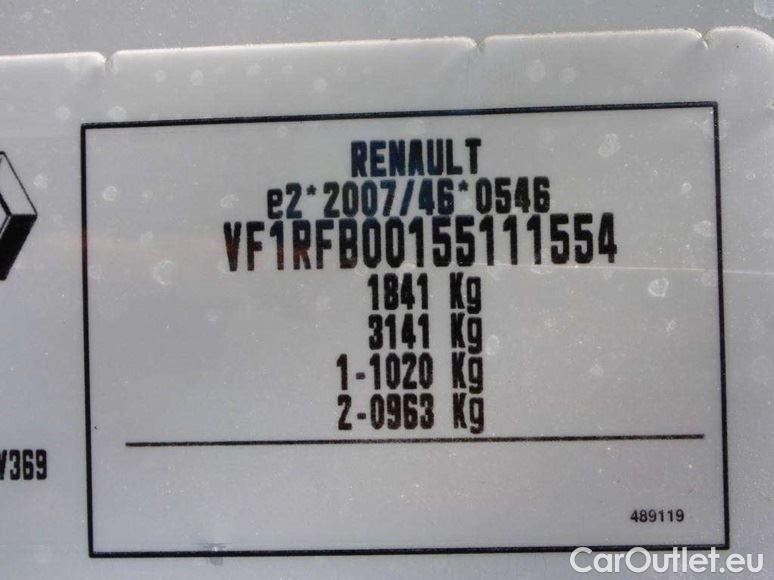 RENAULT
e2*2007/46*0546
VF1RFB00155111554
1841 Kg
3141 Kg
1-1020 Kg
2-0963 Kg
V369
489119
CarOutlet.eu